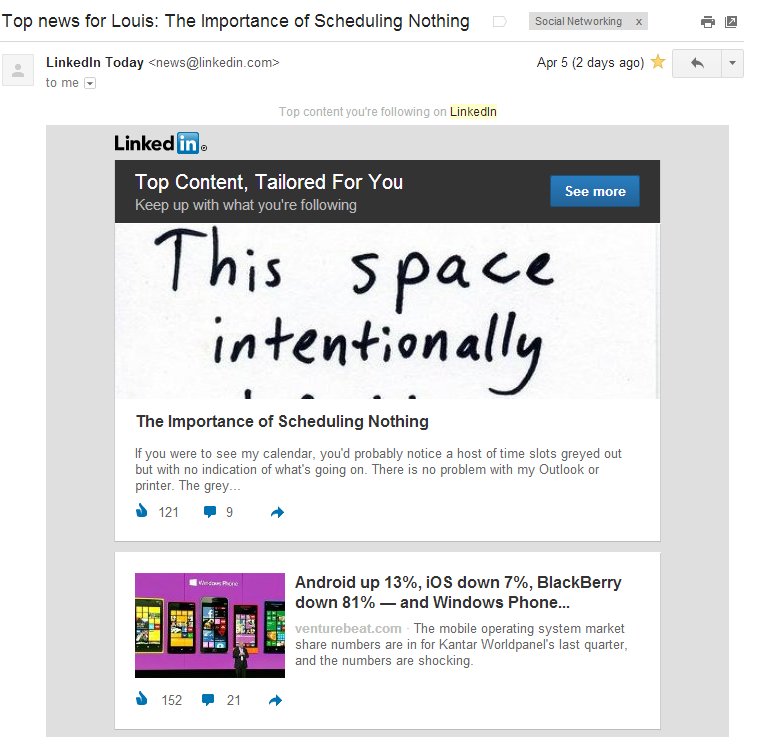 Top news for Louis: The Importance of Scheduling Nothing
Social Networking x
LinkedIn Today <news@linkedin.com>
Apr 5 (2 days ago)
to me
Top content you're following on LinkedIn
Linked in
Top Content, Tailored For You
Keep up with what you're following
See more
This space
intentionally
The Importance of Scheduling Nothing
If you were to see my calendar, you'd probably notice a host of time slots greyed out
but with no indication of what's going on. There is no problem with my Outlook or
printer. The grey...
121 9
Windows Phone
Android up 13%, iOS down 7%, BlackBerry
down 81% — and Windows Phone...
venturebeat.com · The mobile operating system market
share numbers are in for Kantar Worldpanel's last quarter,
and the numbers are shocking.
152 21